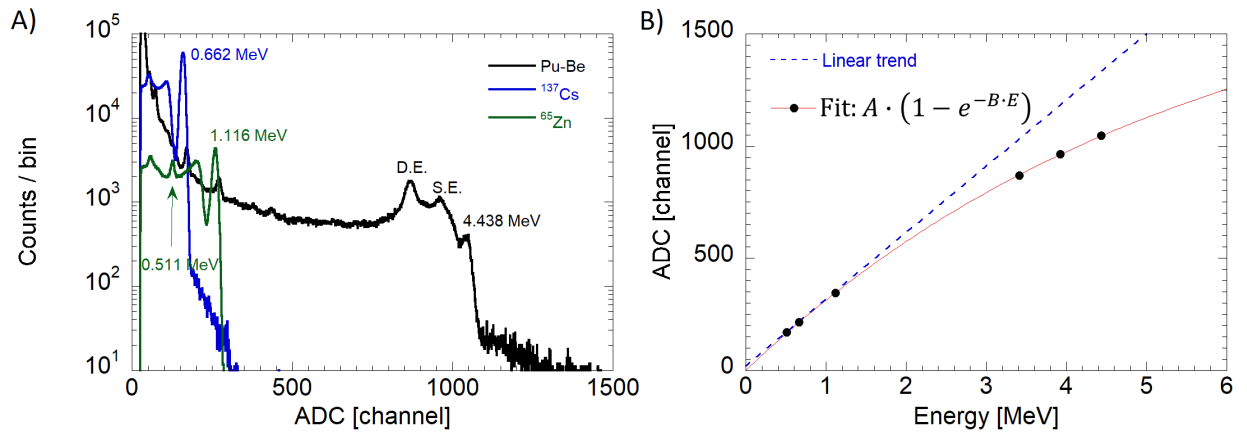 A)
10^5
10^4
10^3
10^2
10^1
Counts / bin
0.662 MeV
Pu-Be
^137Cs
^65Zn
1.116 MeV
0.511 MeV
D.E.
S.E.
4.438 MeV
0 500 1000 1500
ADC [channel]
B)
1500
1000
500
0
ADC [channel]
Linear trend
Fit: A · (1 − e^{−B·E})
0 1 2 3 4 5 6
Energy [MeV]